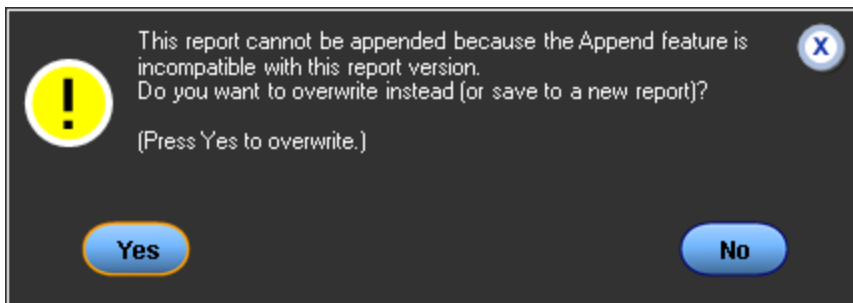 This report cannot be appended because the Append feature is
incompatible with this report version.
Do you want to overwrite instead (or save to a new report)?
(Press Yes to overwrite.)
X
!
Yes
No